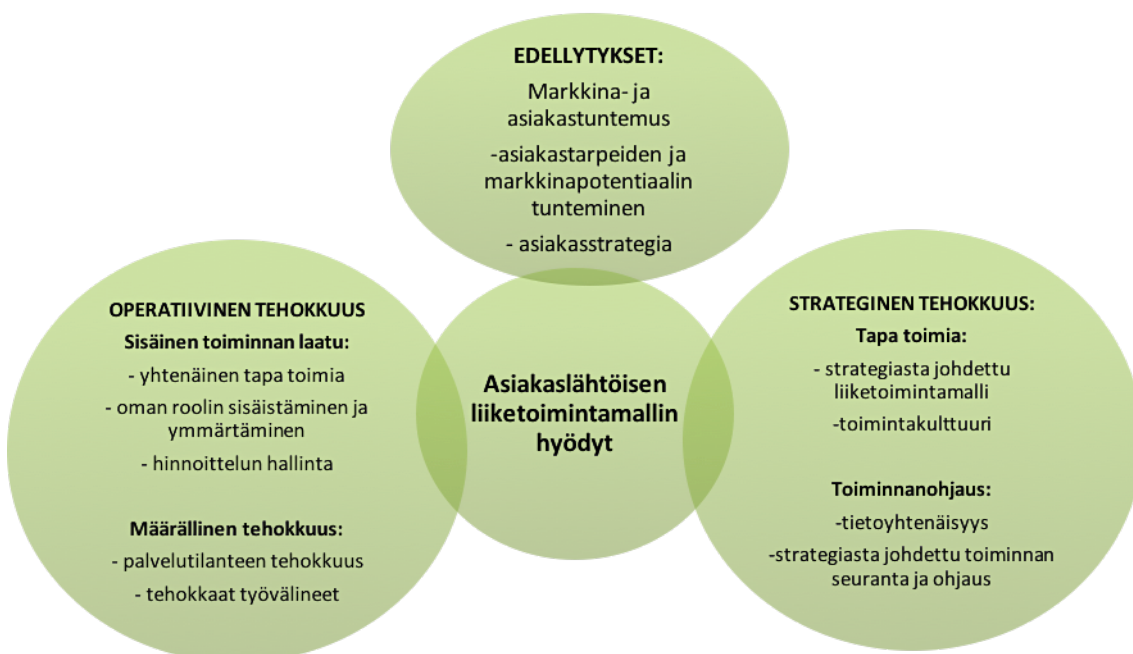 EDELLYTYKSET:
Markkina- ja
asiakastuntemus
-asiakastarpeiden ja
markkinapotentiaalin
tunteminen
- asiakasstrategia
OPERATIIVINEN TEHOKKUUS
Sisäinen toiminnan laatu:
- yhtenäinen tapa toimia
- oman roolin sisäistäminen ja
ymmärtäminen
- hinnoittelun hallinta
Määrällinen tehokkuus:
- palvelutilanteen tehokkuus
- tehokkaat työvälineet
Asiakaslähtöisen
liiketoimintamallin
hyödyt
STRATEGINEN TEHOKKUUS:
Tapa toimia:
- strategiasta johdettu
liiketoimintamalli
-toimintakulttuuri
Toiminnanohjaus:
-tietoyhtenäisyys
-strategiasta johdettu toiminnan
seuranta ja ohjaus